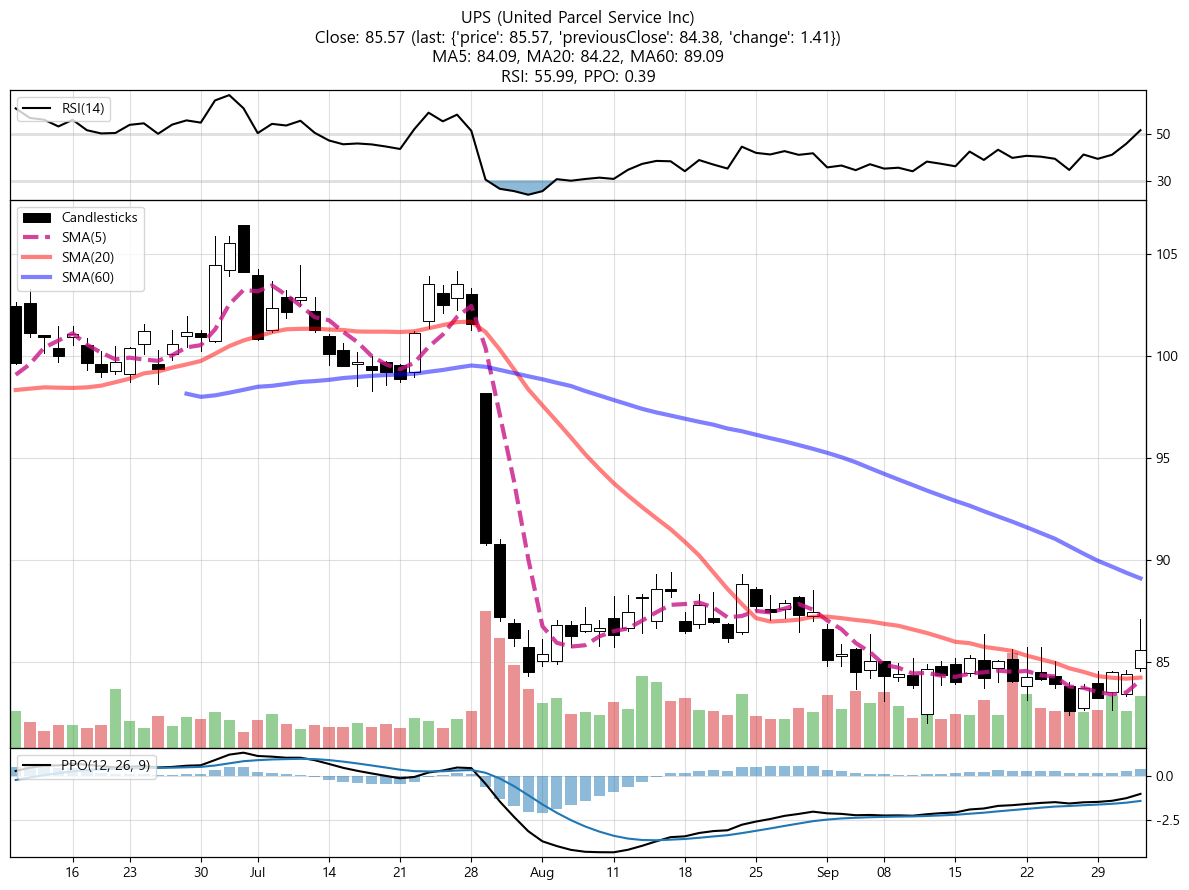 UPS (United Parcel Service Inc)
Close: 85.57 (last: {'price': 85.57, 'previousClose': 84.38, 'change': 1.41})
MA5: 84.09, MA20: 84.22, MA60: 89.09
RSI: 55.99, PPO: 0.39
RSI(14)
50
30
Candlesticks
SMA(5)
SMA(20)
SMA(60)
105
100
95
90
85
PPO(12, 26, 9)
0.0
−2.5
16 23 30 Jul 14 21 28 Aug 11 18 25 Sep 08 15 22 29